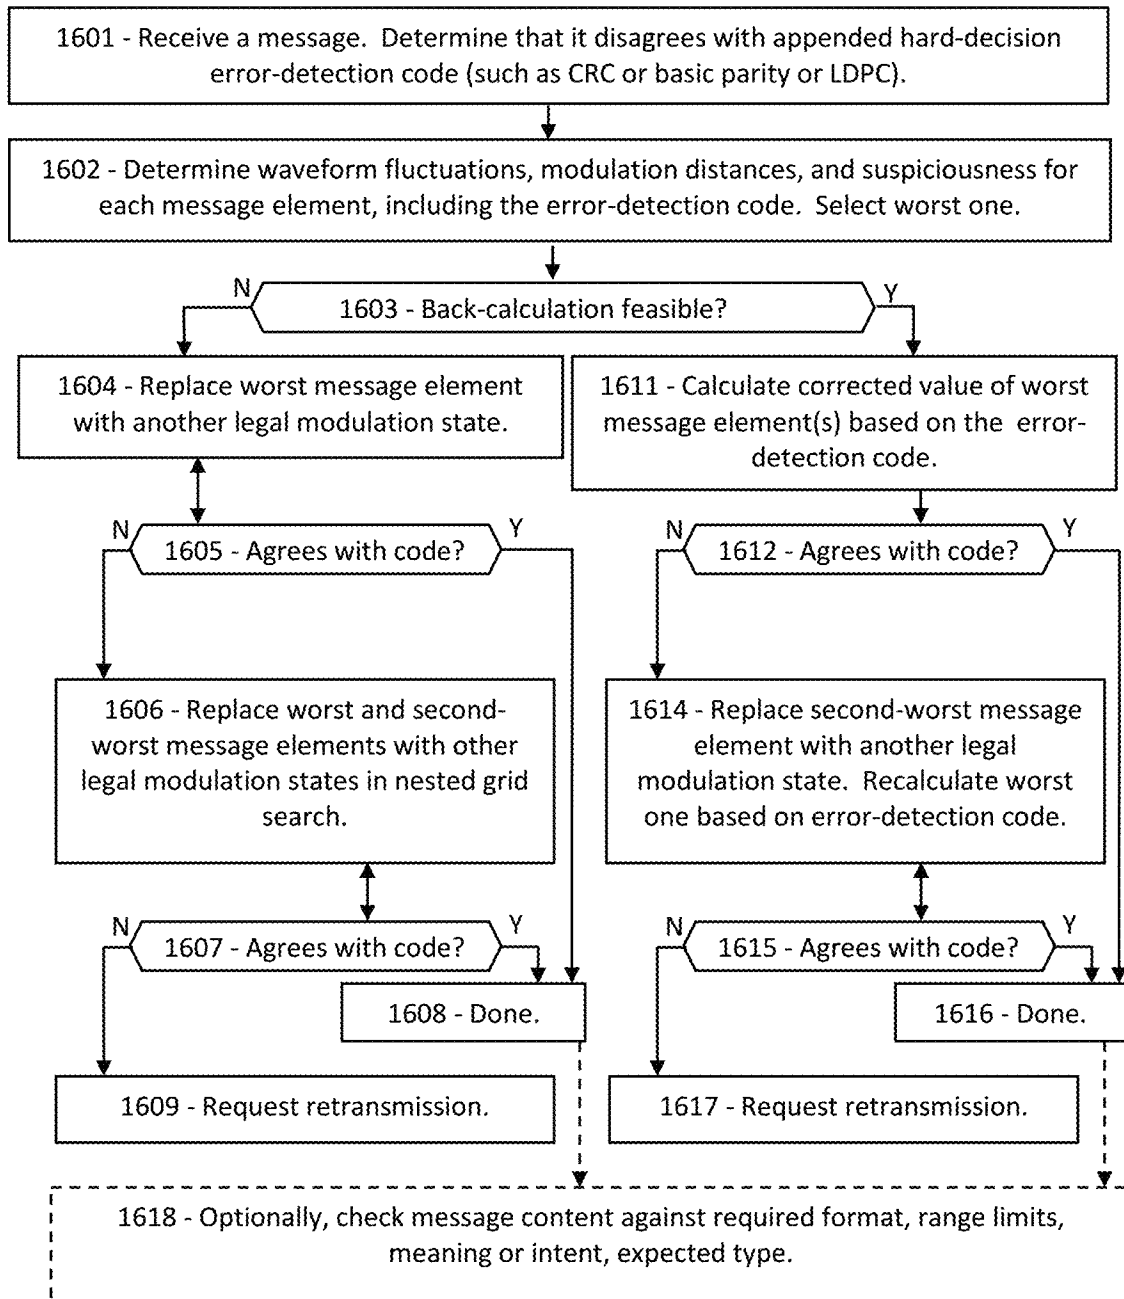 1601 - Receive a message.  Determine that it disagrees with appended hard-decision
error-detection code (such as CRC or basic parity or LDPC).
1602 - Determine waveform fluctuations, modulation distances, and suspiciousness for
each message element, including the error-detection code.  Select worst one.
N
1603 - Back-calculation feasible?
Y
1604 - Replace worst message element
with another legal modulation state.
1611 - Calculate corrected value of worst
message element(s) based on the  error-
detection code.
N
1605 - Agrees with code?
Y
N
1612 - Agrees with code?
Y
1606 - Replace worst and second-
worst message elements with other
legal modulation states in nested grid
search.
1614 - Replace second-worst message
element with another legal
modulation state.  Recalculate worst
one based on error-detection code.
N
1607 - Agrees with code?
Y
N
1615 - Agrees with code?
Y
1608 - Done.
1616 - Done.
1609 - Request retransmission.
1617 - Request retransmission.
1618 - Optionally, check message content against required format, range limits,
meaning or intent, expected type.